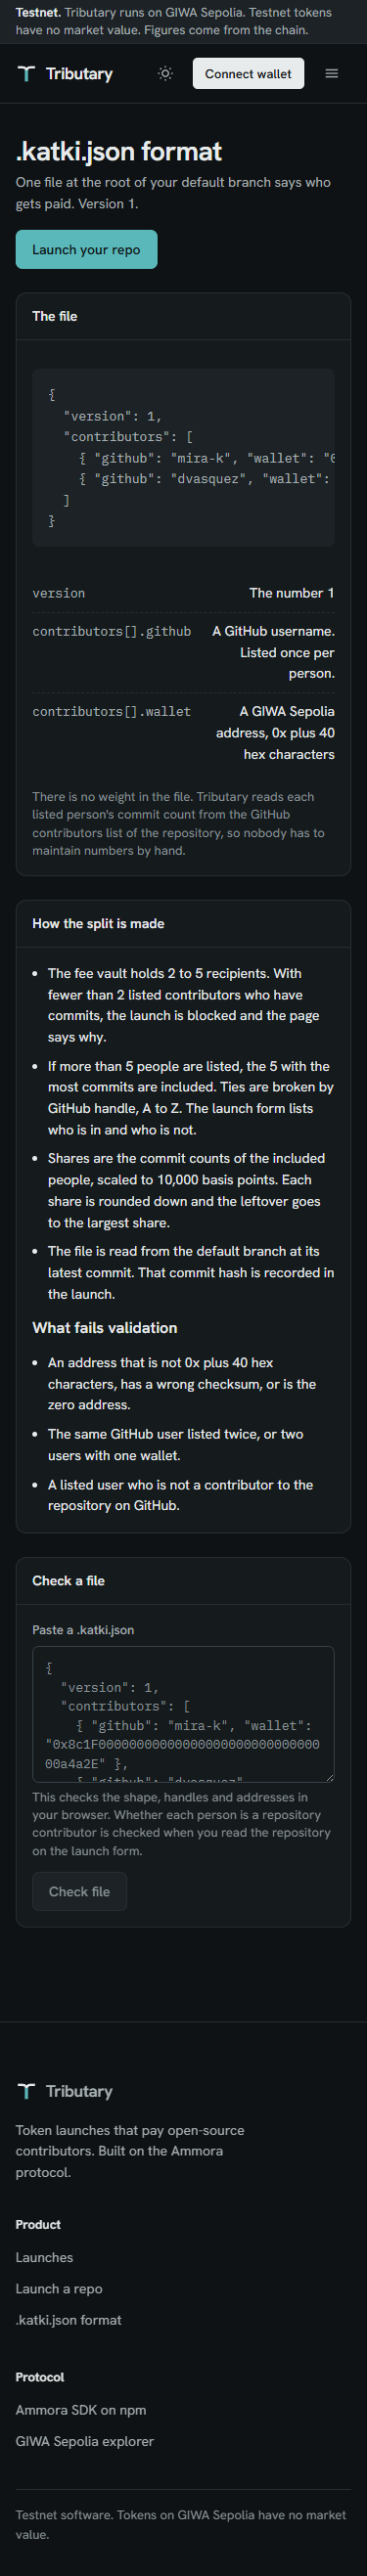 Testnet. Tributary runs on GIWA Sepolia. Testnet tokens
have no market value. Figures come from the chain.
Tributary
Connect wallet
.katki.json format
One file at the root of your default branch says who
gets paid. Version 1.
Launch your repo
The file
{
"version": 1,
"contributors": [
{ "github": "mira-k", "wallet": "0
{ "github": "dvasquez", "wallet":
]
}
version
The number 1
contributors[].github
A GitHub username.
Listed once per
person.
contributors[].wallet
A GIWA Sepolia
address, 0x plus 40
hex characters
There is no weight in the file. Tributary reads each
listed person's commit count from the GitHub
contributors list of the repository, so nobody has to
maintain numbers by hand.
How the split is made
• The fee vault holds 2 to 5 recipients. With
fewer than 2 listed contributors who have
commits, the launch is blocked and the page
says why.
• If more than 5 people are listed, the 5 with the
most commits are included. Ties are broken by
GitHub handle, A to Z. The launch form lists
who is in and who is not.
• Shares are the commit counts of the included
people, scaled to 10,000 basis points. Each
share is rounded down and the leftover goes
to the largest share.
• The file is read from the default branch at its
latest commit. That commit hash is recorded in
the launch.
What fails validation
• An address that is not 0x plus 40 hex
characters, has a wrong checksum, or is the
zero address.
• The same GitHub user listed twice, or two
users with one wallet.
• A listed user who is not a contributor to the
repository on GitHub.
Check a file
Paste a .katki.json
{
"version": 1,
"contributors": [
{ "github": "mira-k", "wallet":
"0x8c1F00000000000000000000000000000
00a4a2E" },
{ "github": "dvasquez",
This checks the shape, handles and addresses in
your browser. Whether each person is a repository
contributor is checked when you read the repository
on the launch form.
Check file
Tributary
Token launches that pay open-source
contributors. Built on the Ammora
protocol.
Product
Launches
Launch a repo
.katki.json format
Protocol
Ammora SDK on npm
GIWA Sepolia explorer
Testnet software. Tokens on GIWA Sepolia have no market
value.